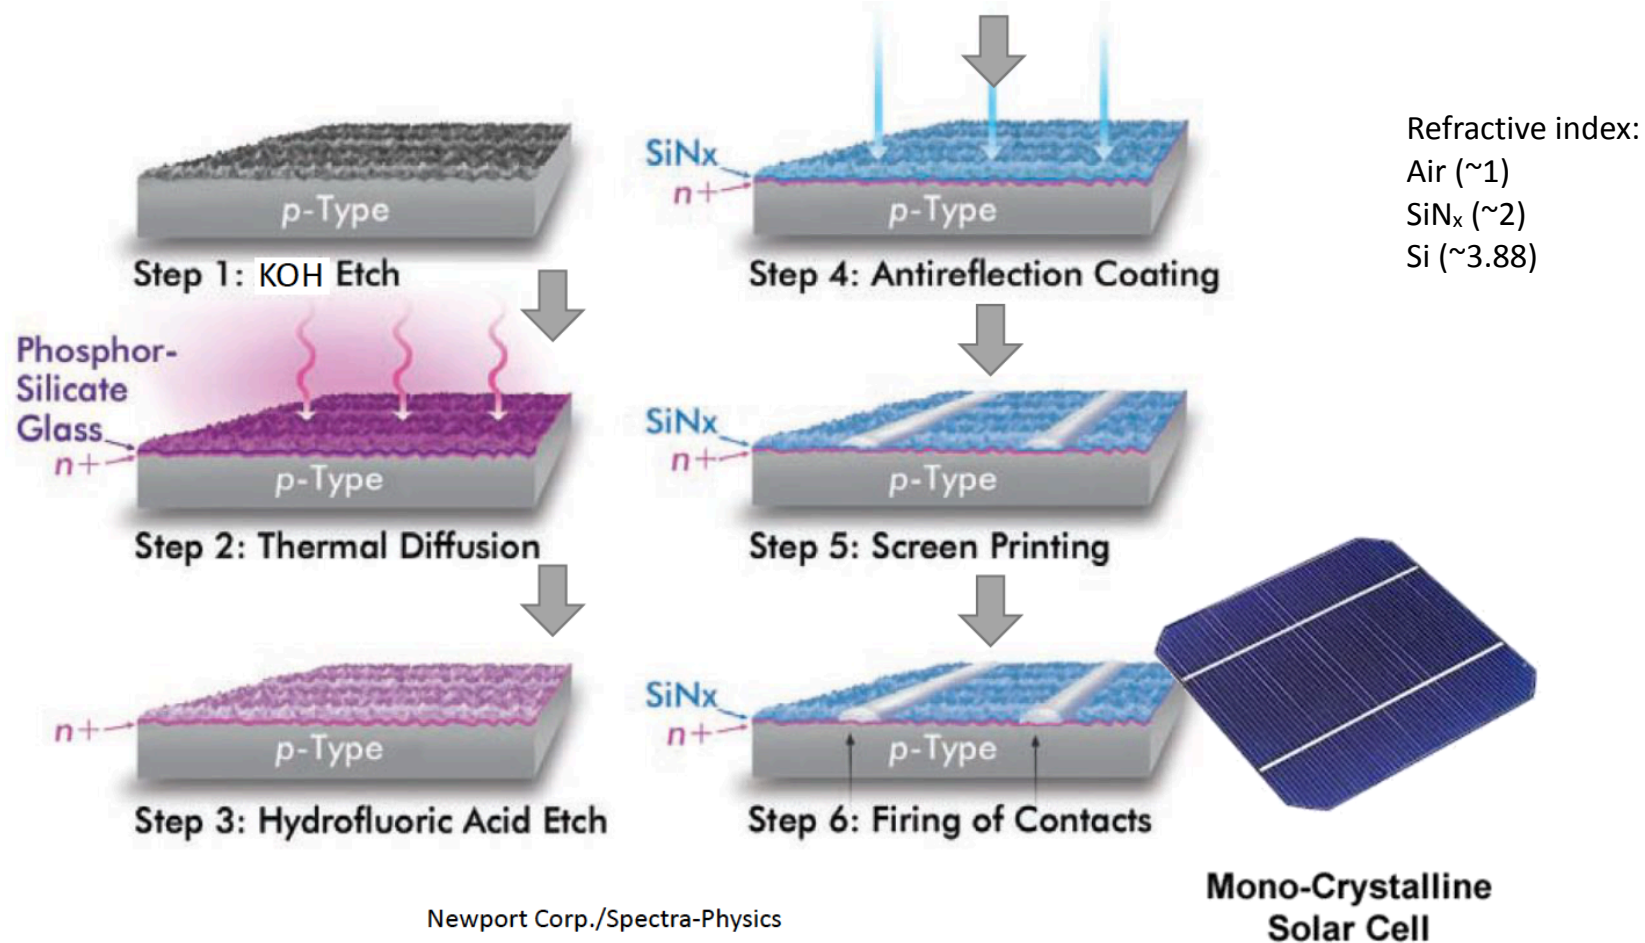 p-Type
Step 1: KOH Etch
Phosphor-
Silicate
Glass
n+
p-Type
Step 2: Thermal Diffusion
n+
p-Type
Step 3: Hydrofluoric Acid Etch
SiNx
n+
p-Type
Step 4: Antireflection Coating
SiNx
n+
p-Type
Step 5: Screen Printing
SiNx
n+
p-Type
Step 6: Firing of Contacts
Refractive index:
Air (~1)
SiNₓ (~2)
Si (~3.88)
Mono-Crystalline
Solar Cell
Newport Corp./Spectra-Physics